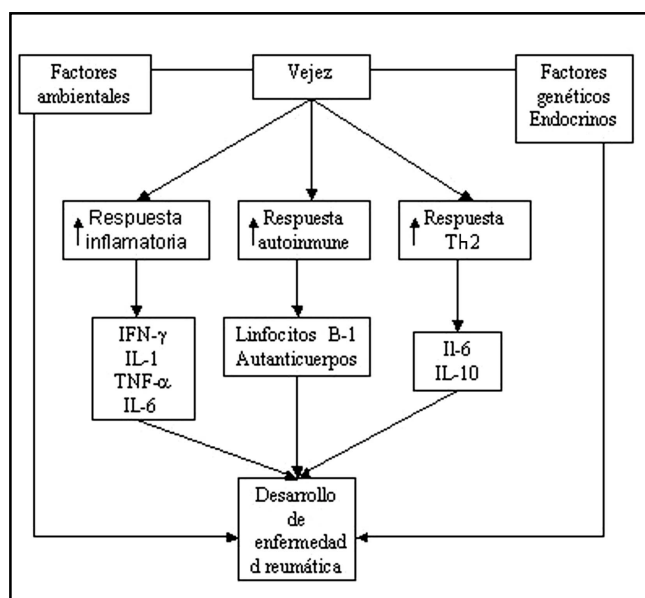 Factores
ambientales
Vejez
Factores
genéticos
Endocrinos
Respuesta
inflamatoria
Respuesta
autoinmune
Respuesta
Th2
IFN-γ
IL-1
TNF-α
IL-6
Linfocitos B-1
Autanticuerpos
Il-6
IL-10
Desarrollo
de
enfermedad
d reumática